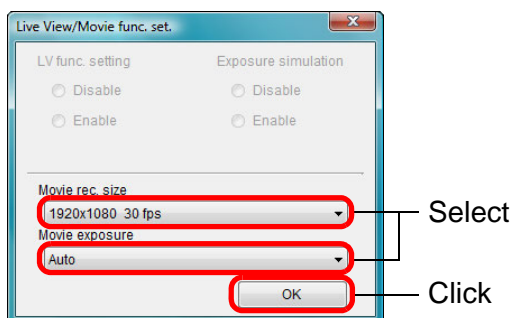 Live View/Movie func. set.
LV func. setting
Exposure simulation
Disable
Disable
Enable
Enable
Movie rec. size
1920x1080 30 fps
Select
Movie exposure
Auto
OK
Click